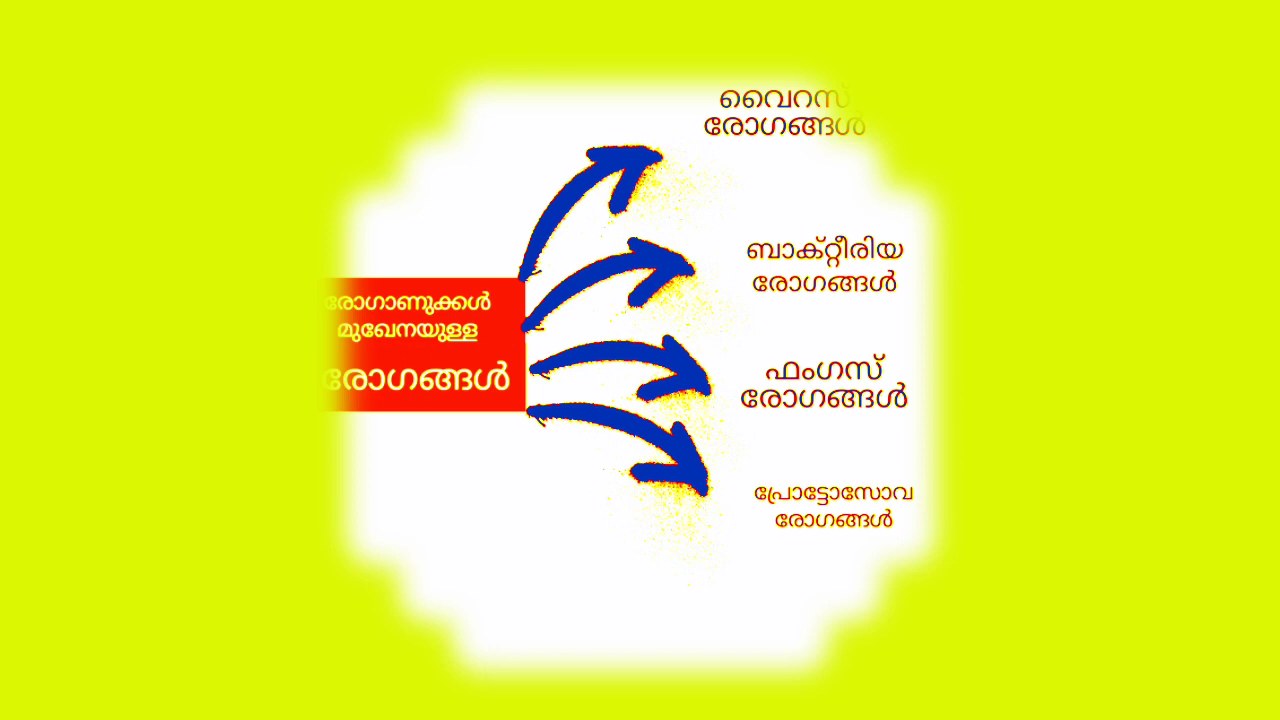 വൈറസ്
രോഗങ്ങൾ
ബാക്റ്റീരിയ
രോഗങ്ങൾ
രോഗാണുക്കൾ
മുഖേനയുള്ള
രോഗങ്ങൾ
ഫംഗസ്
രോഗങ്ങൾ
പ്രോട്ടോസോവ
രോഗങ്ങൾ